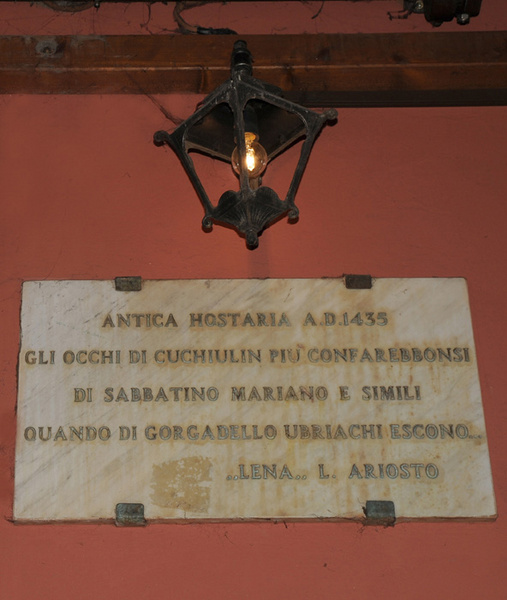 ANTICA HOSTARIA A.D.1435
GLI OCCHI DI CUCHIULIN PIÙ CONFAREBBONSI
DI SABBATINO MARIANO E SIMILI
QUANDO DI GORGADELLO UBRIACHI ESCONO...
..LENA.. L. ARIOSTO